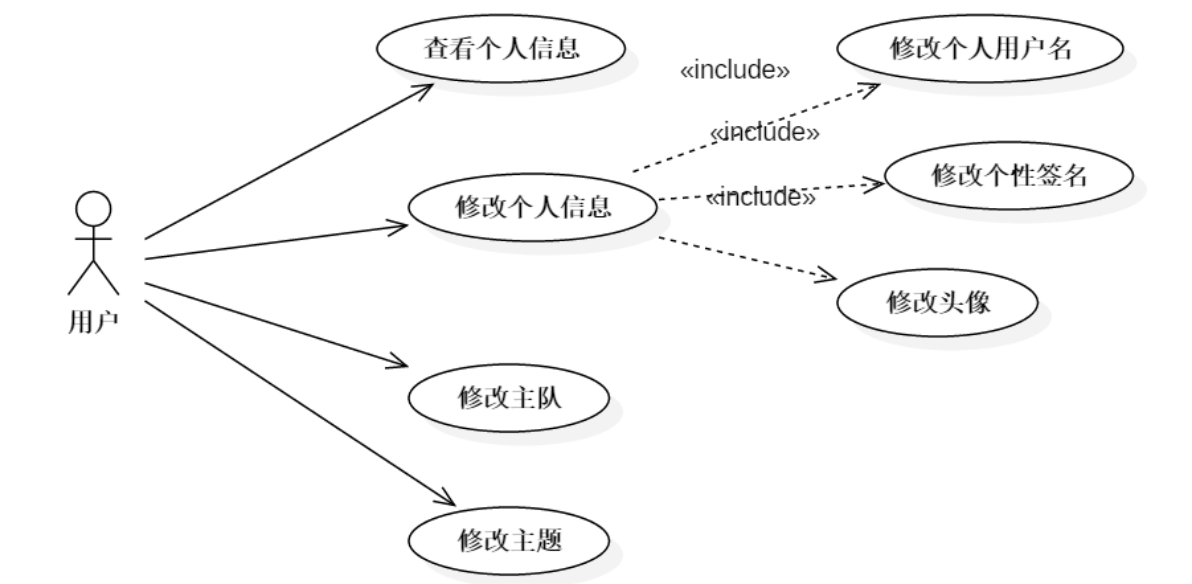 查看个人信息
修改个人用户名
«include»
«include»
修改个性签名
修改个人信息
«include»
修改头像
用户
修改主队
修改主题